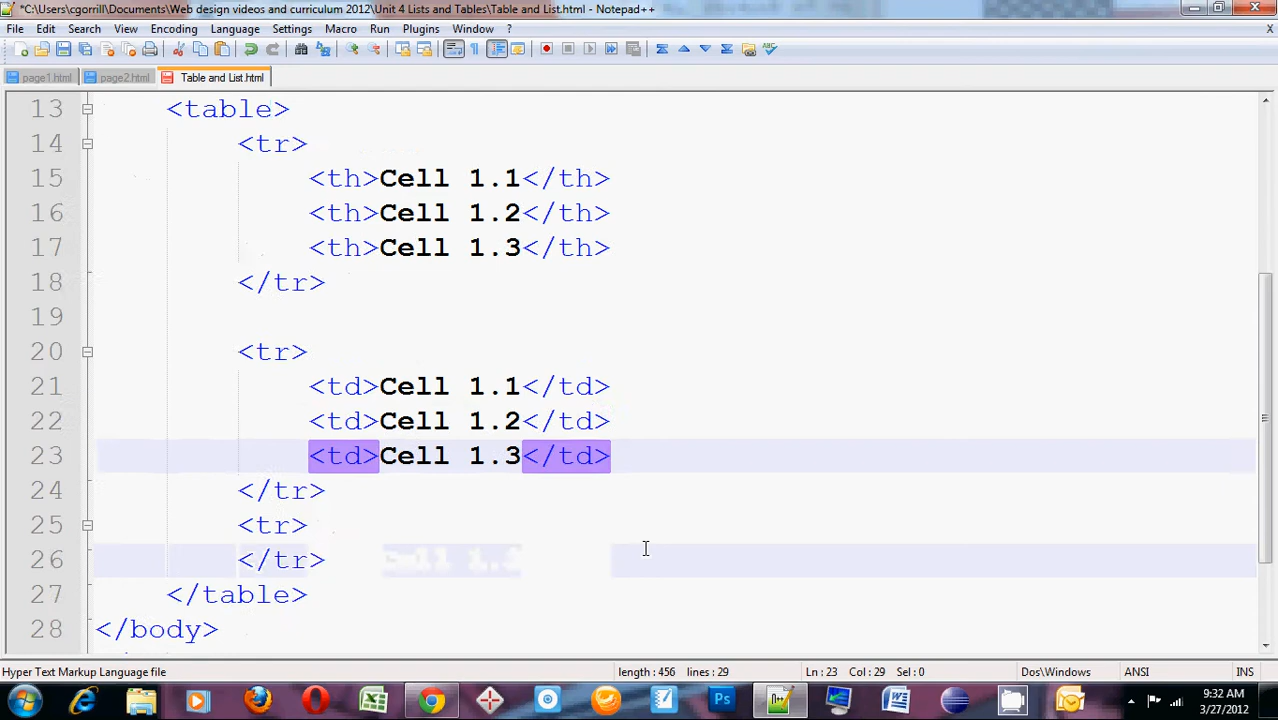 *C:\Users\cgorrill\Documents\Web design videos and curriculum 2012\Unit 4 Lists and Tables\Table and List.html - Notepad++
File Edit Search View Encoding Language Settings Macro Run Plugins Window ? X
page1.html page2.html Table and List.html
13 <table>
14 <tr>
15 <th>Cell 1.1</th>
16 <th>Cell 1.2</th>
17 <th>Cell 1.3</th>
18 </tr>
19
20 <tr>
21 <td>Cell 1.1</td>
22 <td>Cell 1.2</td>
23 <td>Cell 1.3</td>
24 </tr>
25 <tr>
26 </tr>
27 </table>
28 </body>
Hyper Text Markup Language file length : 456 lines : 29 Ln : 23 Col : 29 Sel : 0 Dos\Windows ANSI INS
9:32 AM
3/27/2012